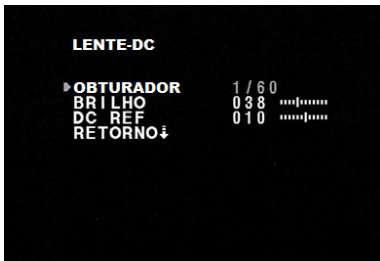 LENTE-DC
OBTURADOR 1/60
BRILHO 038
DC REF 010
RETORNO